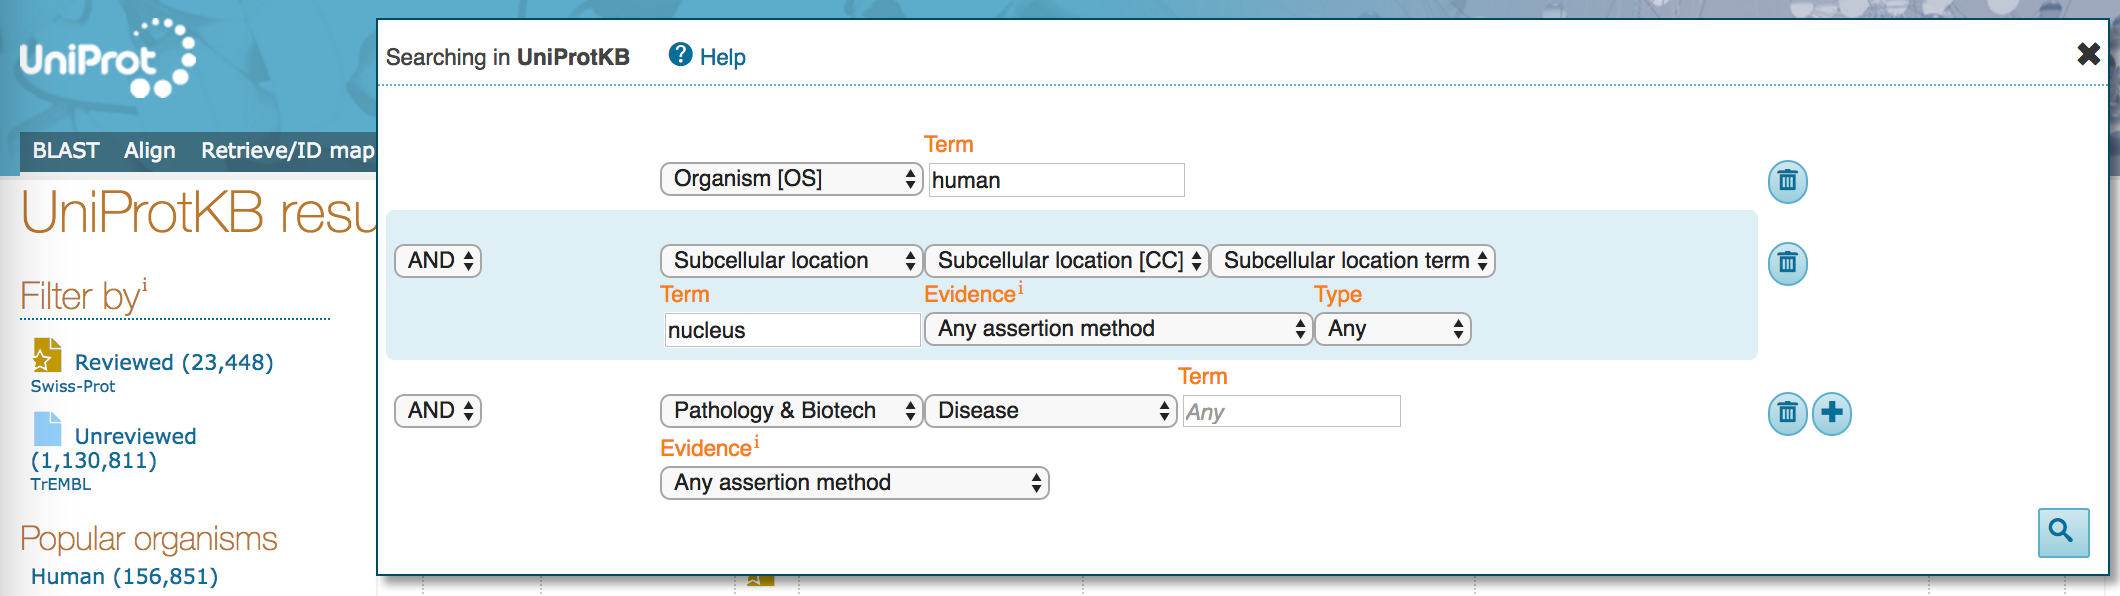 UniProt
BLAST Align Retrieve/ID map
UniProtKB resu
Filter by i
Reviewed (23,448)
Swiss-Prot
Unreviewed
(1,130,811)
TrEMBL
Popular organisms
Human (156,851)
Searching in UniProtKB ? Help
Term
Organism [OS] human
AND Subcellular location Subcellular location [CC] Subcellular location term
Term Evidence i Type
nucleus Any assertion method Any
Term
AND Pathology & Biotech Disease Any
Evidence i
Any assertion method